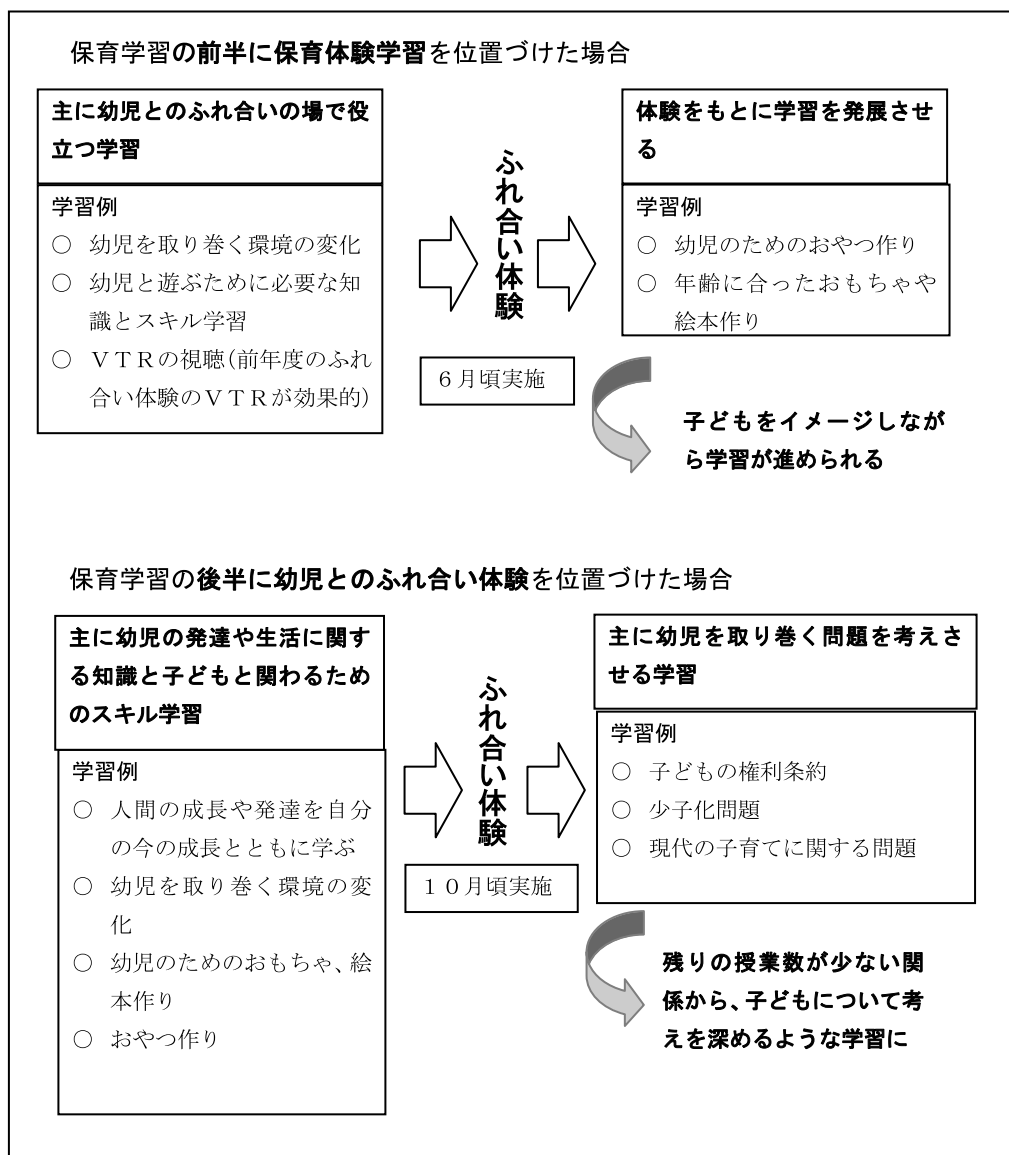 保育学習の前半に保育体験学習を位置づけた場合
主に幼児とのふれ合いの場で役
立つ学習
学習例
○ 幼児を取り巻く環境の変化
○ 幼児と遊ぶために必要な知
識とスキル学習
○ ＶＴＲの視聴(前年度のふれ
合い体験のＶＴＲが効果的)
ふれ合い体験
６月頃実施
体験をもとに学習を発展させ
る
学習例
○ 幼児のためのおやつ作り
○ 年齢に合ったおもちゃや
絵本作り
子どもをイメージしなが
ら学習が進められる
保育学習の後半に幼児とのふれ合い体験を位置づけた場合
主に幼児の発達や生活に関す
る知識と子どもと関わるため
のスキル学習
学習例
○ 人間の成長や発達を自分
の今の成長とともに学ぶ
○ 幼児を取り巻く環境の変
化
○ 幼児のためのおもちゃ、絵
本作り
○ おやつ作り
ふれ合い体験
１０月頃実施
主に幼児を取り巻く問題を考えさ
せる学習
学習例
○ 子どもの権利条約
○ 少子化問題
○ 現代の子育てに関する問題
残りの授業数が少ない関
係から、子どもについて考
えを深めるような学習に